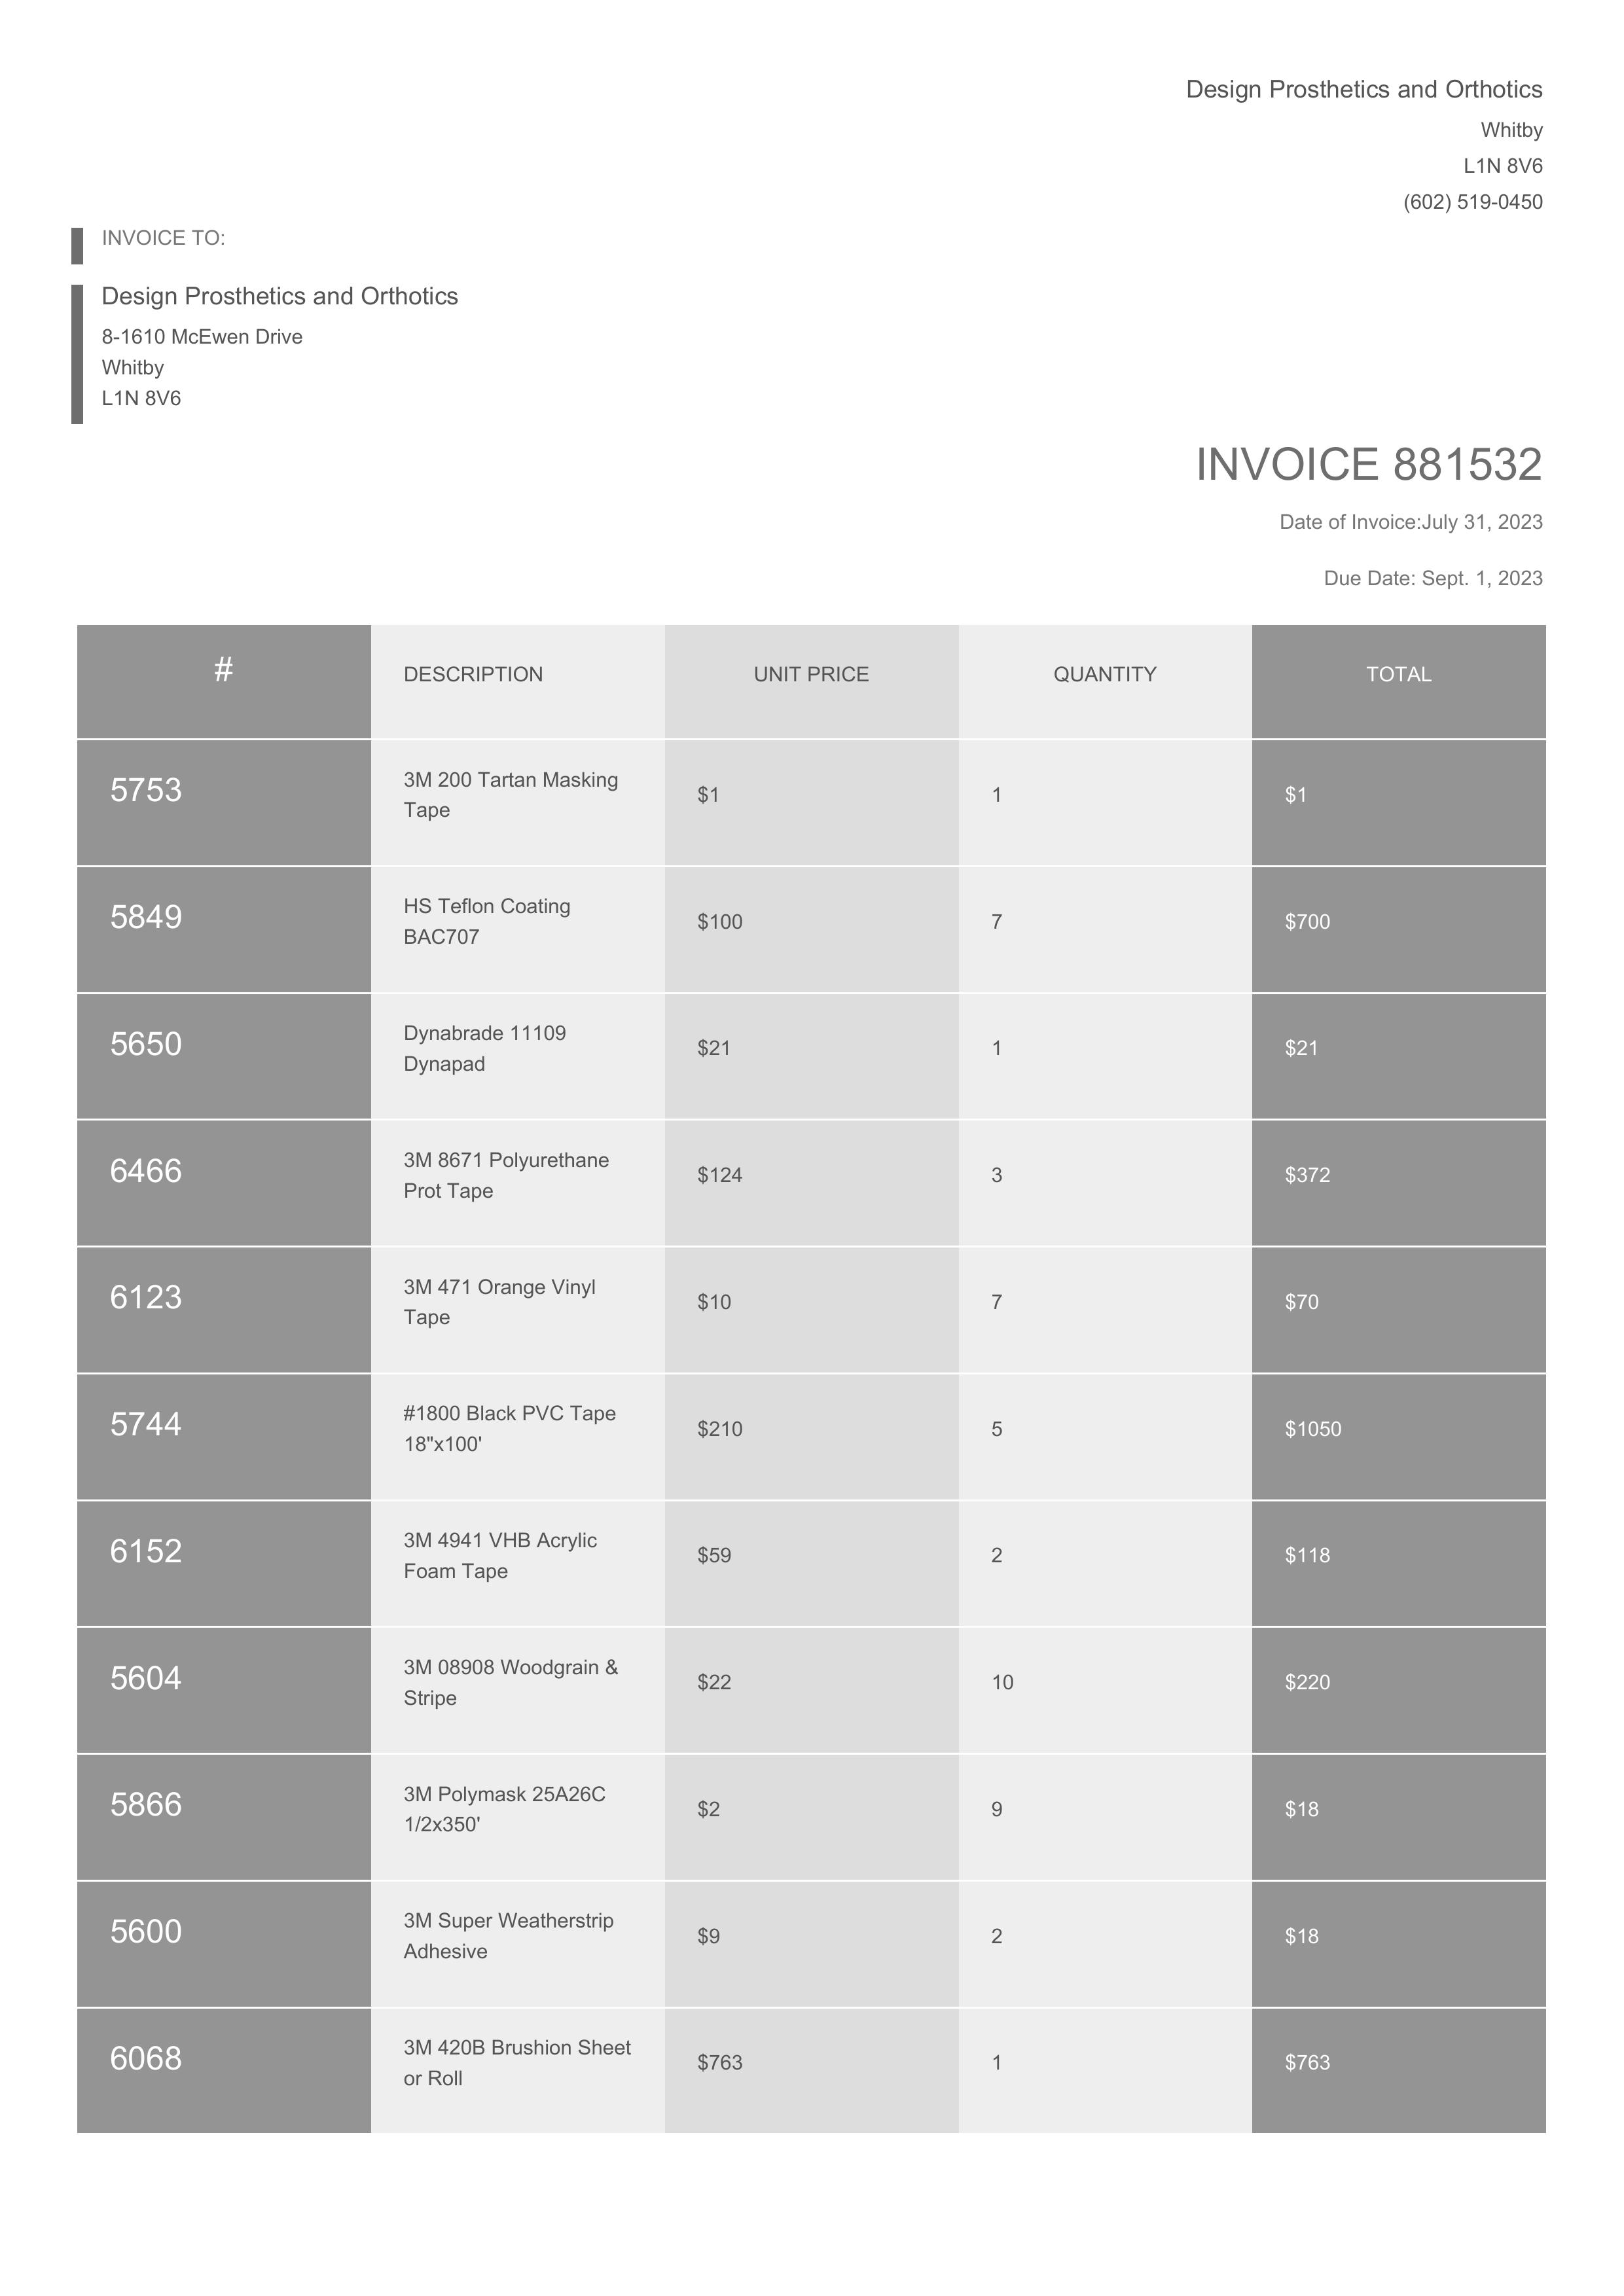 Design Prosthetics and Orthotics
Whitby
L1N 8V6
(602) 519-0450
INVOICE TO:
Design Prosthetics and Orthotics
8-1610 McEwen Drive
Whitby
L1N 8V6
INVOICE 881532
Date of Invoice:July 31, 2023
Due Date: Sept. 1, 2023
# DESCRIPTION UNIT PRICE QUANTITY TOTAL
5753 3M 200 Tartan Masking $1 1 $1
Tape
5849 HS Teflon Coating $100 7 $700
BAC707
5650 Dynabrade 11109 $21 1 $21
Dynapad
6466 3M 8671 Polyurethane $124 3 $372
Prot Tape
6123 3M 471 Orange Vinyl $10 7 $70
Tape
5744 #1800 Black PVC Tape $210 5 $1050
18"x100'
6152 3M 4941 VHB Acrylic $59 2 $118
Foam Tape
5604 3M 08908 Woodgrain & $22 10 $220
Stripe
5866 3M Polymask 25A26C $2 9 $18
1/2x350'
5600 3M Super Weatherstrip $9 2 $18
Adhesive
6068 3M 420B Brushion Sheet $763 1 $763
or Roll